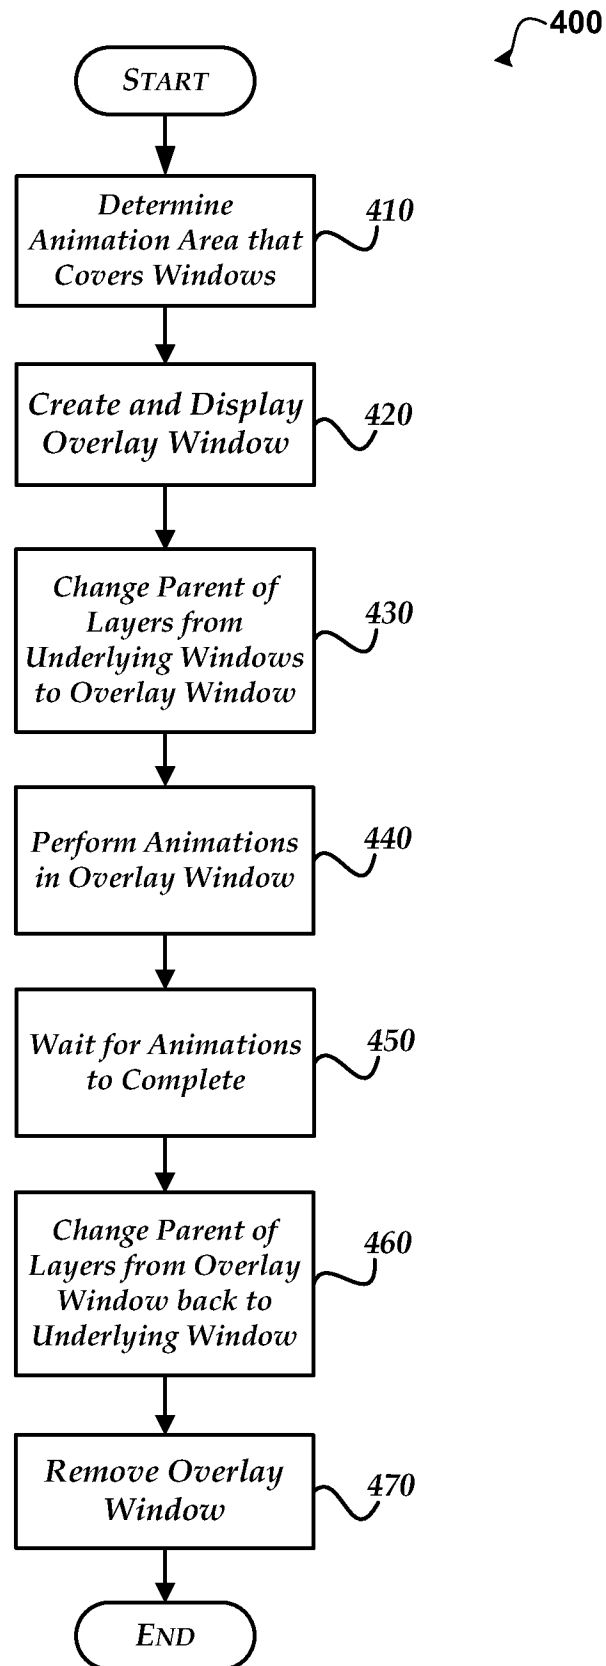 400
START
Determine
Animation Area that
Covers Windows
410
Create and Display
Overlay Window
420
Change Parent of
Layers from
Underlying Windows
to Overlay Window
430
Perform Animations
in Overlay Window
440
Wait for Animations
to Complete
450
Change Parent of
Layers from Overlay
Window back to
Underlying Window
460
Remove Overlay
Window
470
END